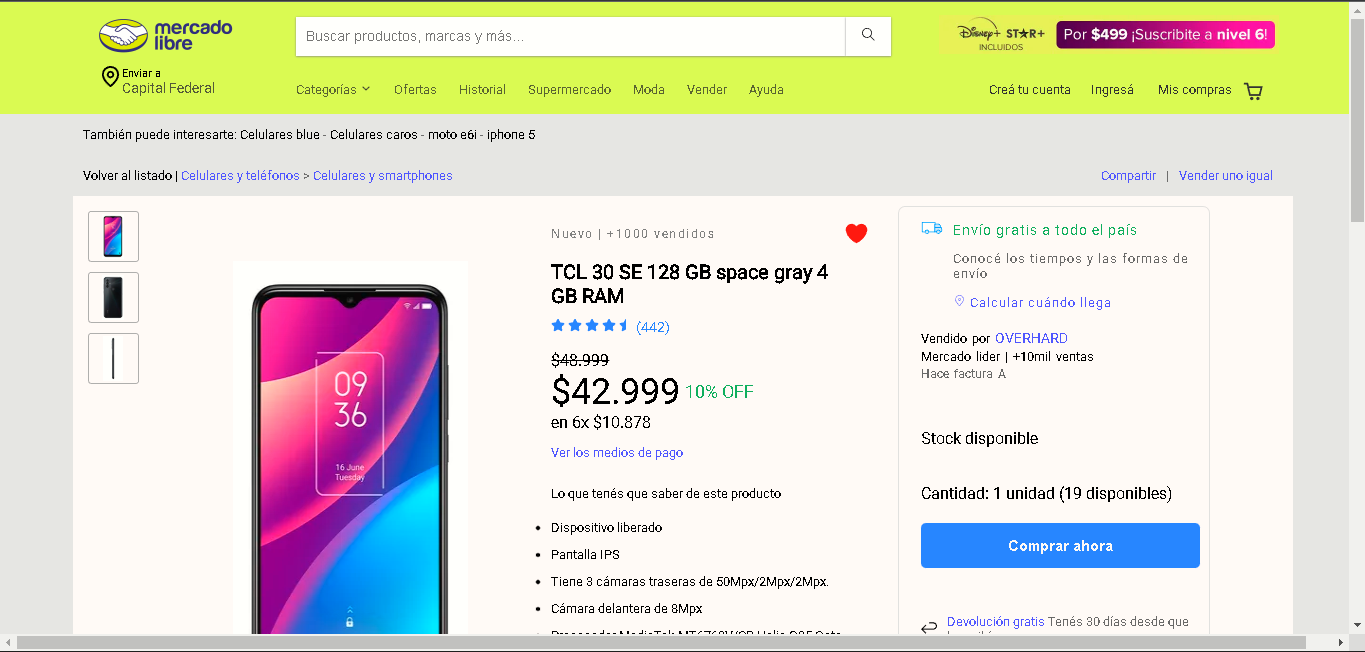 mercado
libre
Buscar productos, marcas y más...
Disney+ STAR+
INCLUIDOS
Por $499 ¡Suscribite a nivel 6!
Enviar a
Capital Federal
Categorías Ofertas Historial Supermercado Moda Vender Ayuda
Creá tu cuenta Ingresá Mis compras
También puede interesarte: Celulares blue - Celulares caros - moto e6i - iphone 5
Volver al listado | Celulares y teléfonos > Celulares y smartphones
Compartir | Vender uno igual
09
36
16 June
Tuesday
Nuevo | +1000 vendidos
TCL 30 SE 128 GB space gray 4
GB RAM
(442)
$48.999
$42.999 10% OFF
en 6x $10.878
Ver los medios de pago
Lo que tenés que saber de este producto
Dispositivo liberado
Pantalla IPS
Tiene 3 cámaras traseras de 50Mpx/2Mpx/2Mpx.
Cámara delantera de 8Mpx
Envío gratis a todo el país
Conocé los tiempos y las formas de
envío
Calcular cuándo llega
Vendido por OVERHARD
Mercado lider | +10mil ventas
Hace factura A
Stock disponible
Cantidad: 1 unidad (19 disponibles)
Comprar ahora
Devolución gratis Tenés 30 días desde que